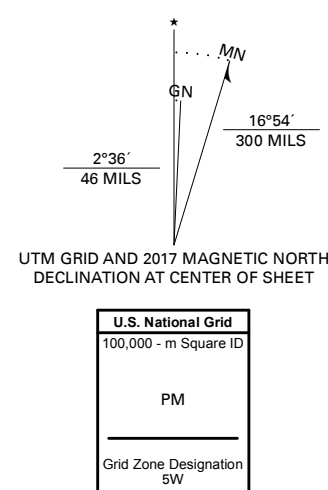 MN
GN
16°54´
300 MILS
2°36´
46 MILS
UTM GRID AND 2017 MAGNETIC NORTH
DECLINATION AT CENTER OF SHEET
U.S. National Grid
100,000 - m Square ID
PM
Grid Zone Designation
5W